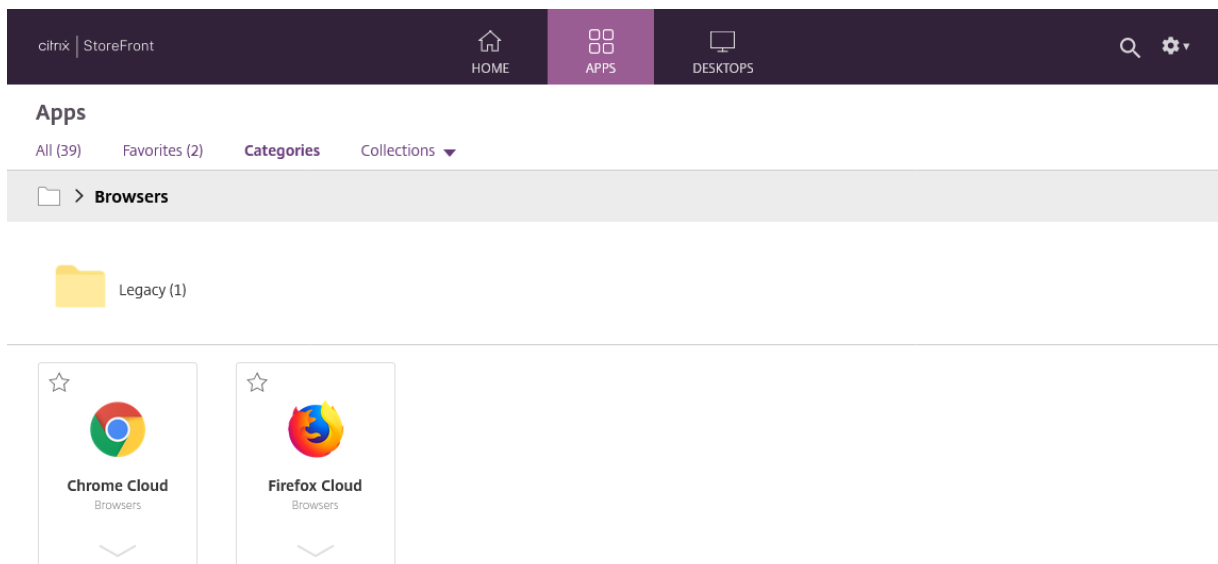 citrix | StoreFront
HOME
APPS
DESKTOPS
Apps
All (39) Favorites (2) Categories Collections
> Browsers
Legacy (1)
Chrome Cloud
Browsers
Firefox Cloud
Browsers